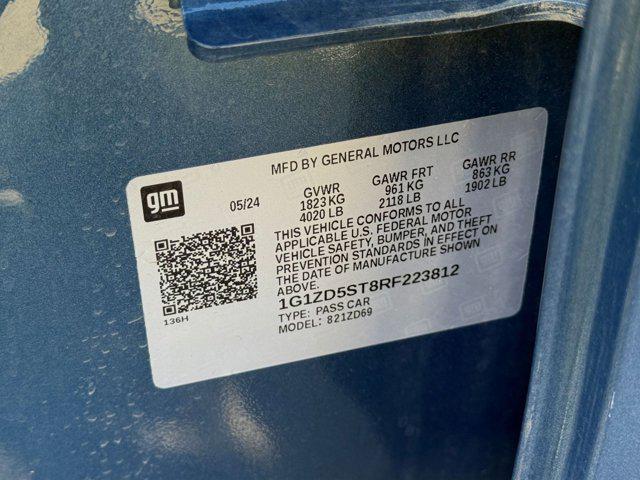 MFD BY GENERAL MOTORS LLC
gm
05/24
GVWR GAWR FRT GAWR RR
1823 KG 961 KG 863 KG
4020 LB 2118 LB 1902 LB
THIS VEHICLE CONFORMS TO ALL
APPLICABLE U.S. FEDERAL MOTOR
VEHICLE SAFETY, BUMPER, AND THEFT
PREVENTION STANDARDS IN EFFECT ON
THE DATE OF MANUFACTURE SHOWN
ABOVE.
1G1ZD5ST8RF223812
TYPE: PASS CAR
MODEL: 821ZD69
136H